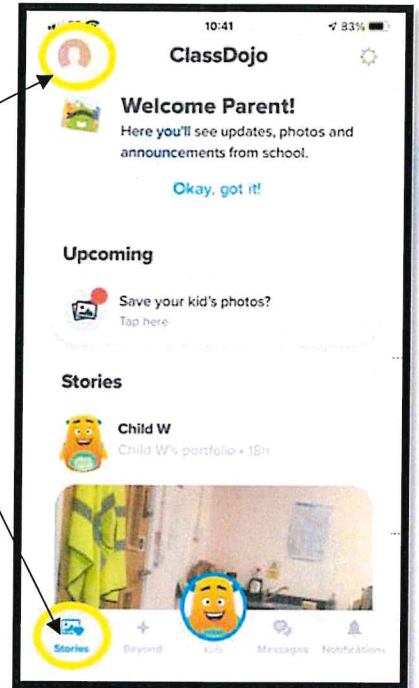 10:41
83%
ClassDojo
Welcome Parent!
Here you'll see updates, photos and
announcements from school.
Okay, got it!
Upcoming
Save your kid's photos?
Tap here
Stories
Child W
Child W's portfolio • 18h
Stories
Beyond
Kids
Messages
Notifications